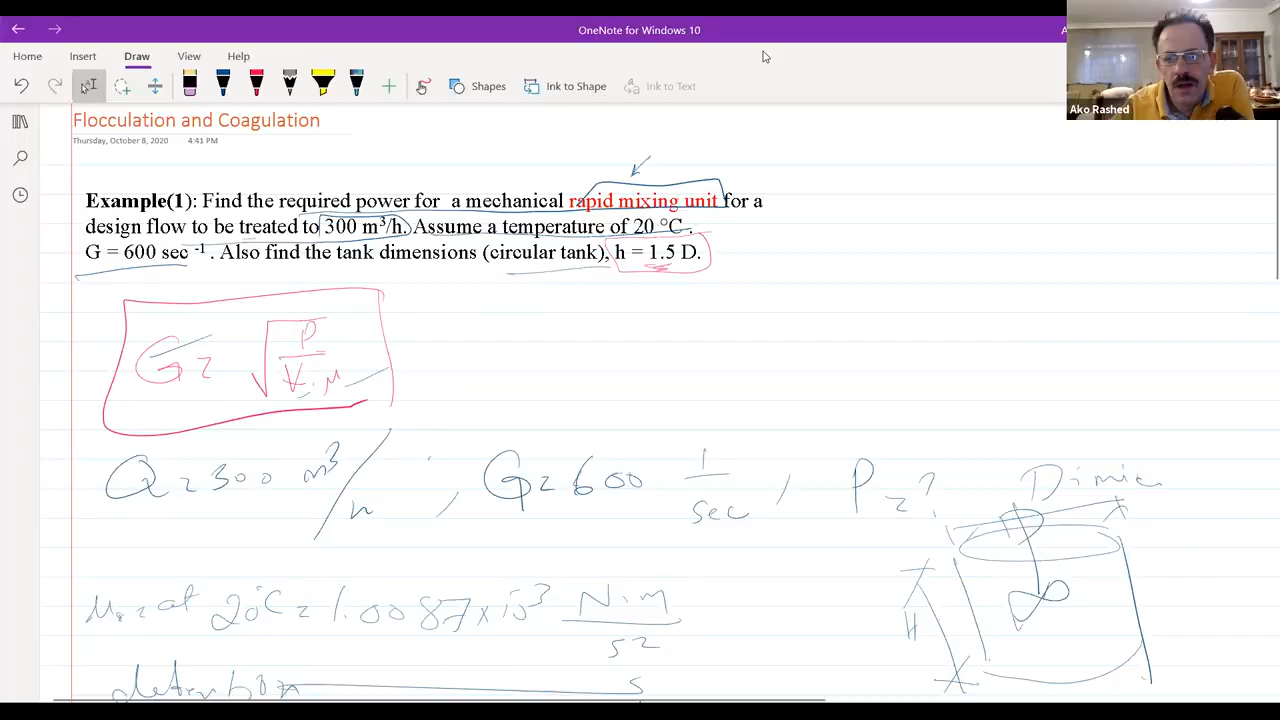 OneNote for Windows 10
Home Insert Draw View Help
Shapes Ink to Shape Ink to Text
Ako Rashed
Flocculation and Coagulation
Thursday, October 8, 2020 4:41 PM
Example(1): Find the required power for a mechanical rapid mixing unit for a
design flow to be treated to 300 m³/h. Assume a temperature of 20 °C .
G = 600 sec ⁻¹ . Also find the tank dimensions (circular tank), h = 1.5 D.
G = √ P / V . μ
Q = 300 m³/h , G = 600 1/sec , P = ?
at 20°C = 1.0087 × 10³ N.m / s2
H